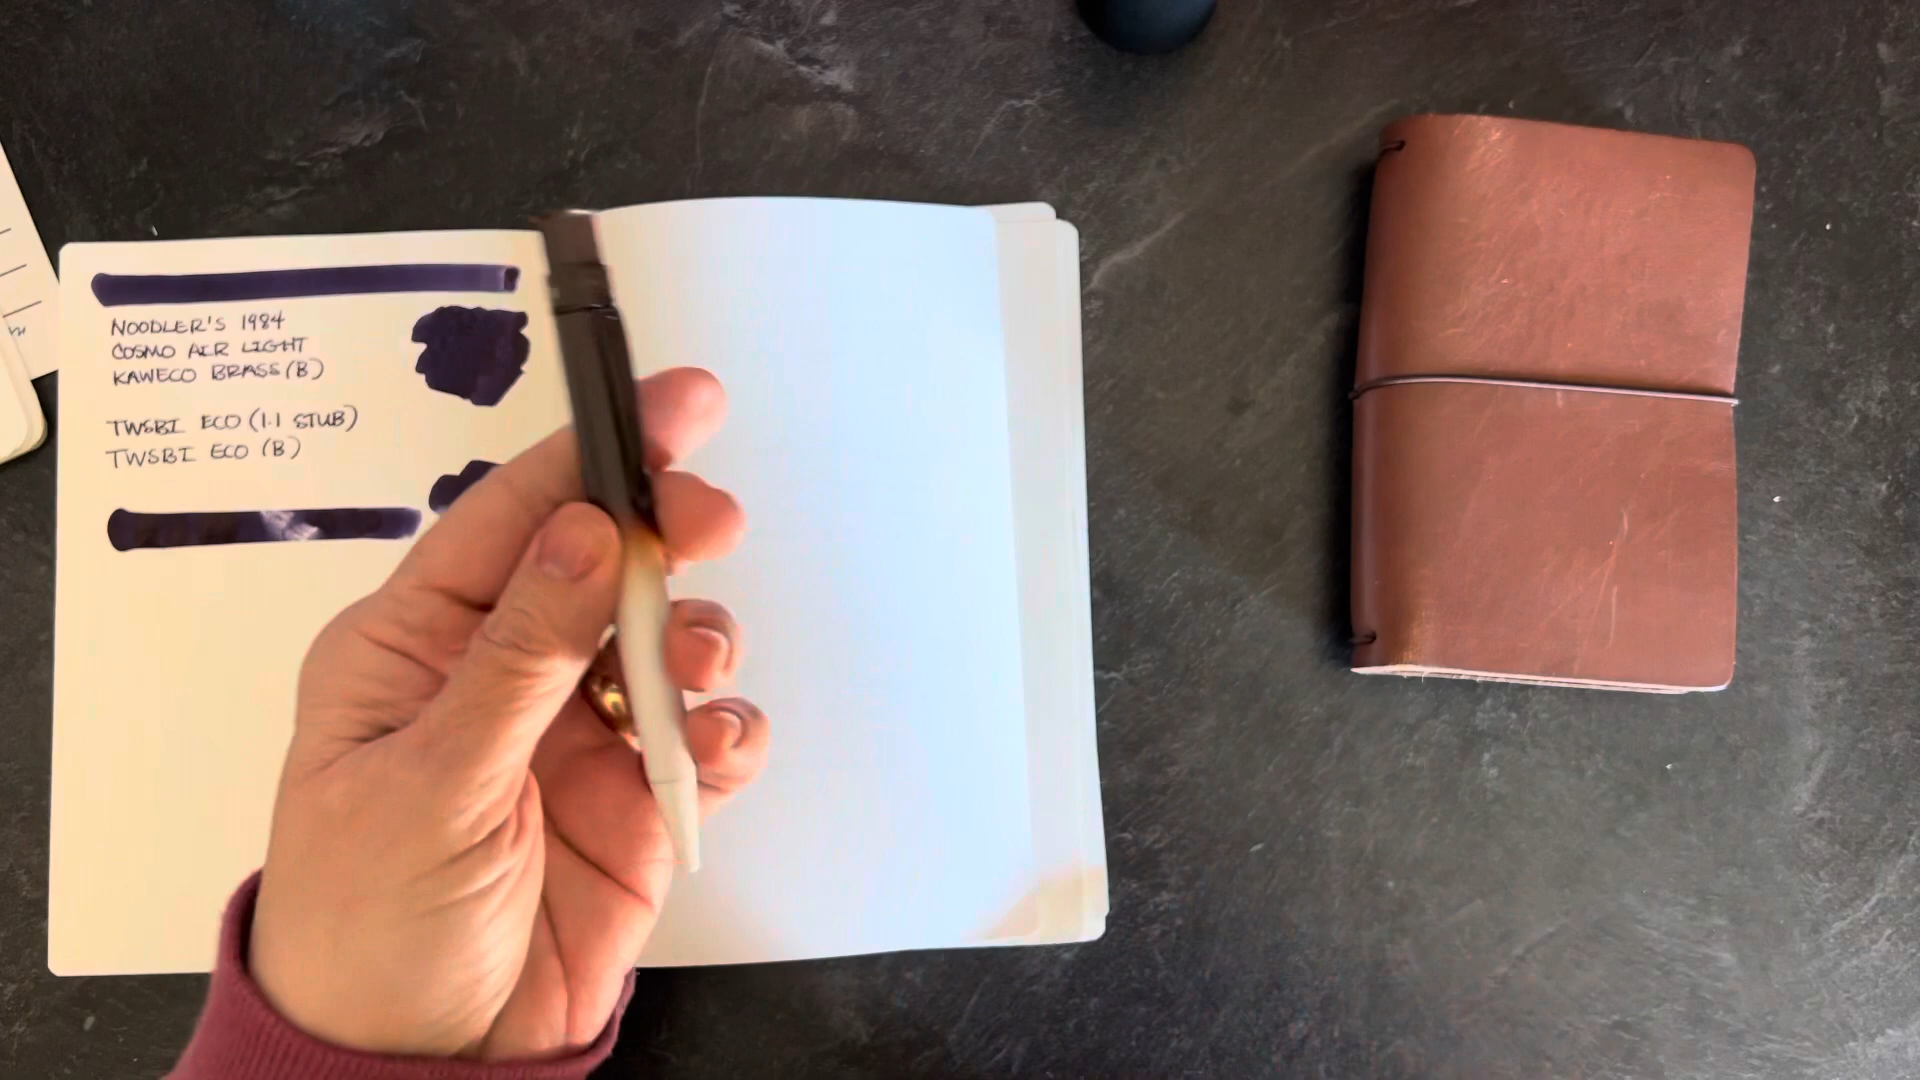 NOODLER'S 1984
COSMO AIR LIGHT
KAWECO BRASS (B)
TWSBI ECO (1.1 STUB)
TWSBI ECO (B)